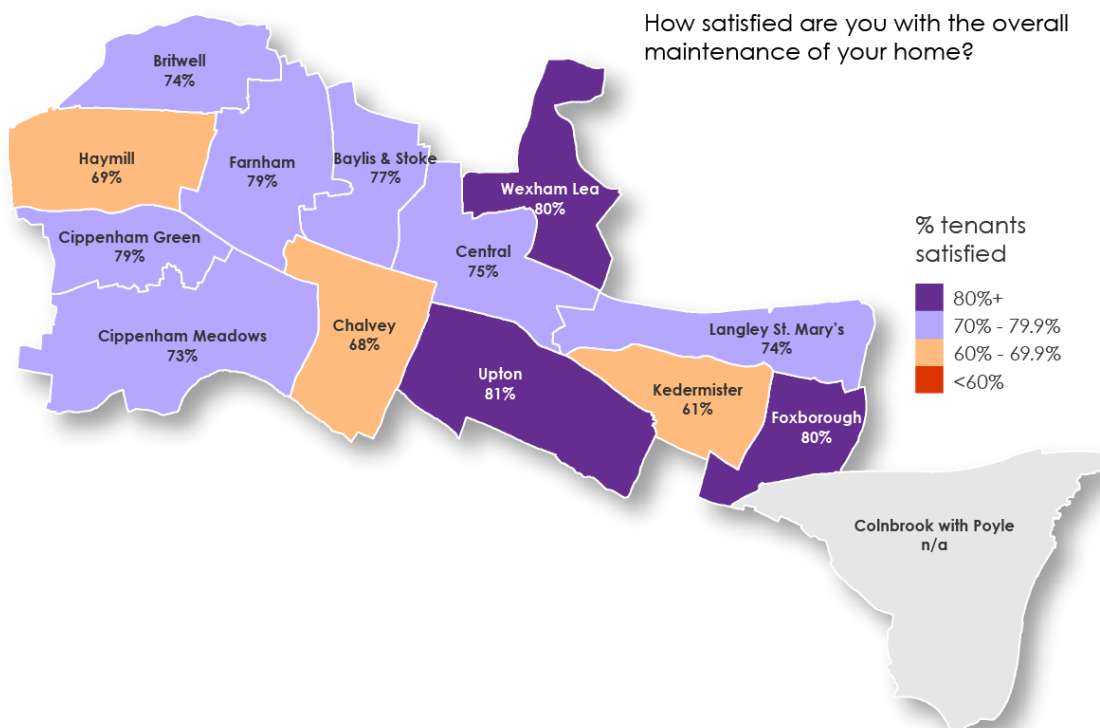 How satisfied are you with the overall
maintenance of your home?
Britwell
74%
Haymill
69%
Farnham
79%
Baylis & Stoke
77%
Wexham Lea
80%
Cippenham Green
79%
Central
75%
Cippenham Meadows
73%
Chalvey
68%
Upton
81%
Langley St. Mary's
74%
Kedermister
61%
Foxborough
80%
Colnbrook with Poyle
n/a
% tenants
satisfied
80%+
70% - 79.9%
60% - 69.9%
<60%